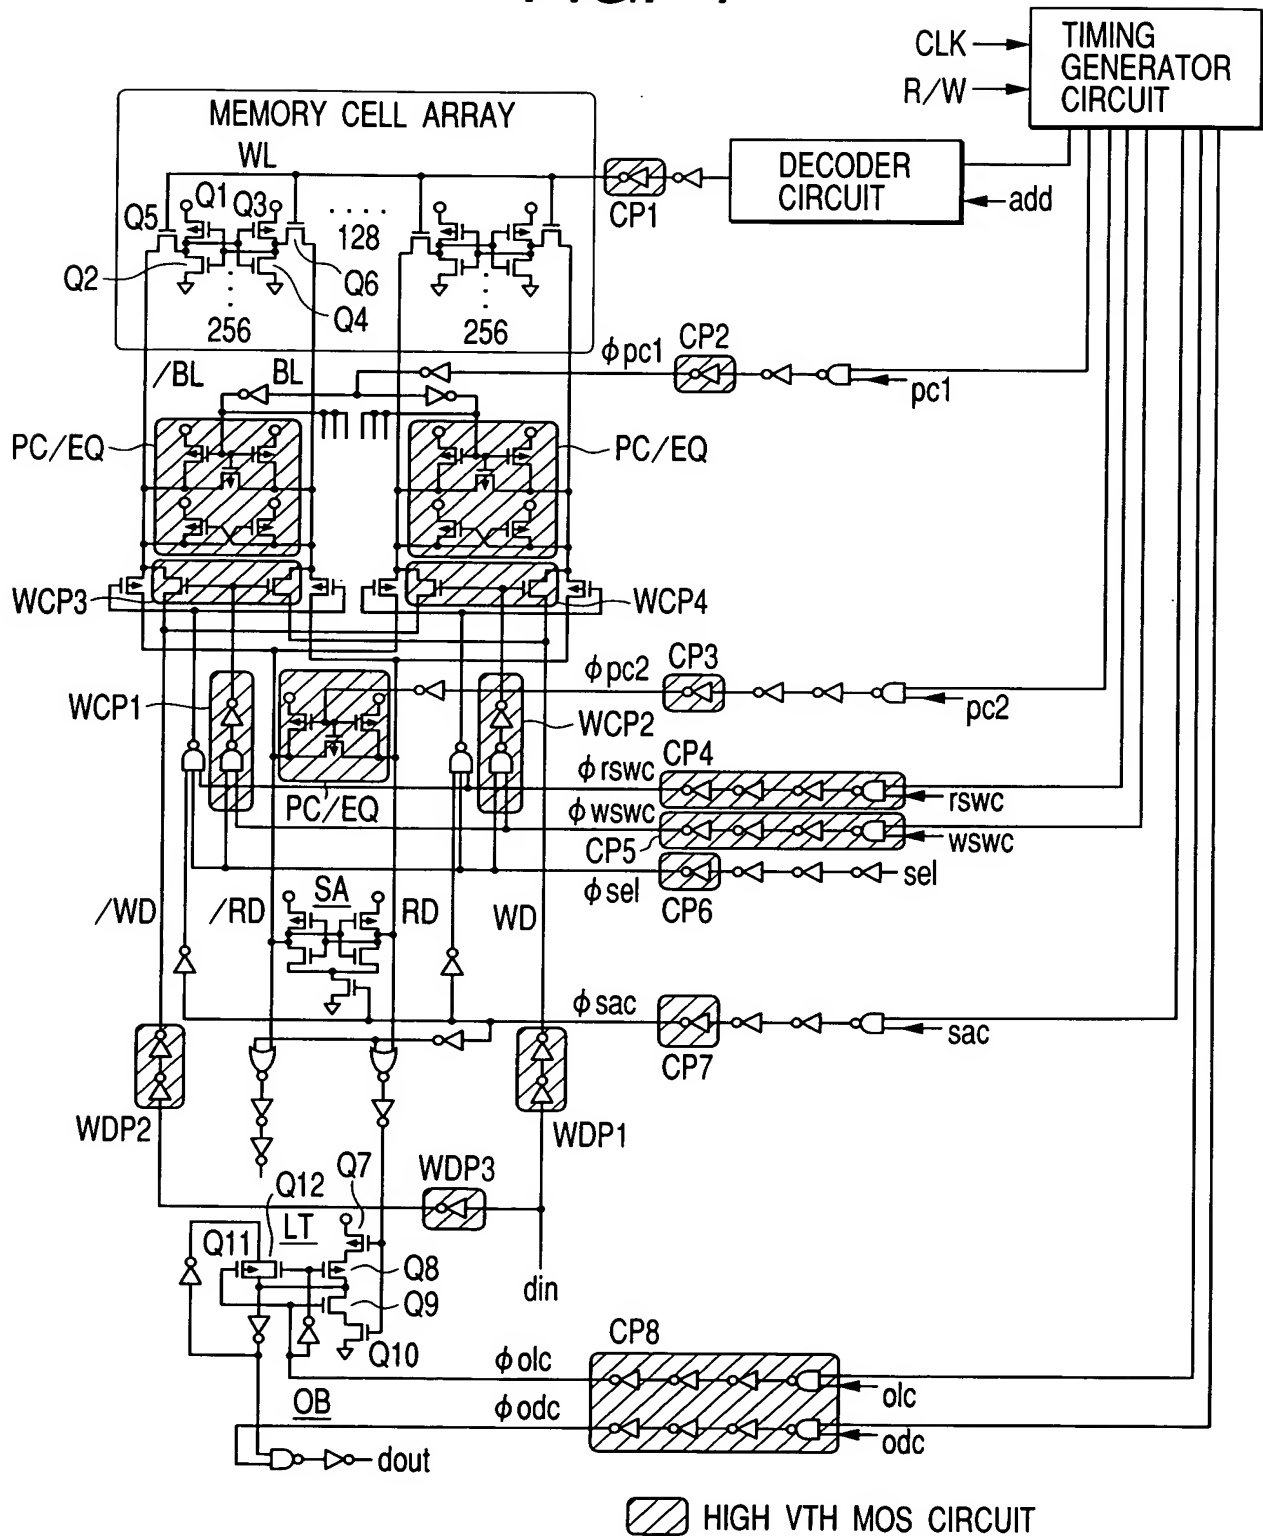 CLK
R/W
TIMING
GENERATOR
CIRCUIT
MEMORY CELL ARRAY
WL
DECODER
CIRCUIT
add
CP1
Q1
Q3
Q5
....
128
Q2
Q6
Q4
256
256
/BL
BL
φpc1
CP2
pc1
PC/EQ
PC/EQ
WCP3
WCP4
WCP1
φpc2
CP3
pc2
WCP2
PC/EQ
φrswc
CP4
rswc
φwswc
CP5
wswc
φsel
CP6
sel
/WD
/RD
SA
RD
WD
φsac
CP7
sac
WDP2
WDP1
Q7
WDP3
Q12
LT
Q11
Q8
Q9
Q10
din
CP8
φolc
olc
OB
φodc
odc
dout
HIGH VTH MOS CIRCUIT